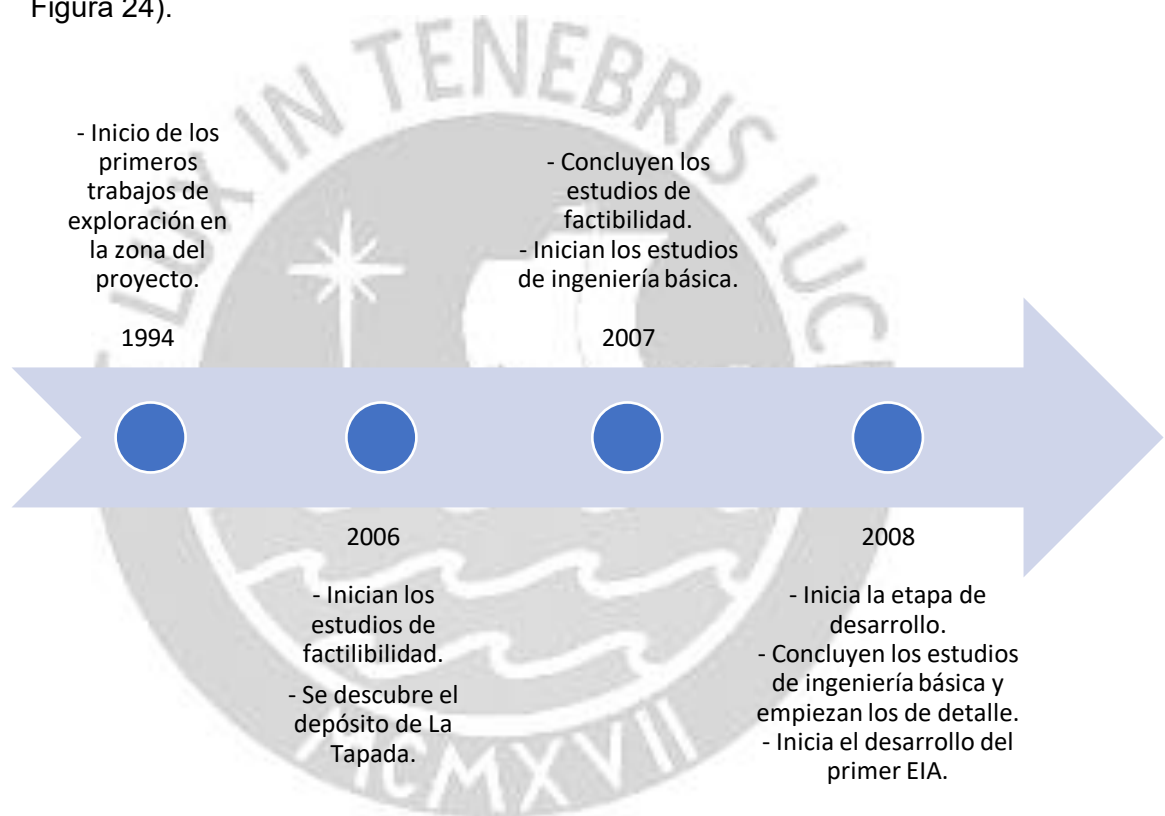 Figura 24).
LUX IN TENEBRIS LUC
- Inicio de los
primeros
trabajos de
exploración en
la zona del
proyecto.
1994
- Concluyen los
estudios de
factibilidad.
- Inician los estudios
de ingeniería básica.
2007
2006
- Inician los
estudios de
factilibilidad.
- Se descubre el
depósito de La
Tapada.
2008
- Inicia la etapa de
desarrollo.
- Concluyen los estudios
de ingeniería básica y
empiezan los de detalle.
- Inicia el desarrollo del
primer EIA.
MCMXVII